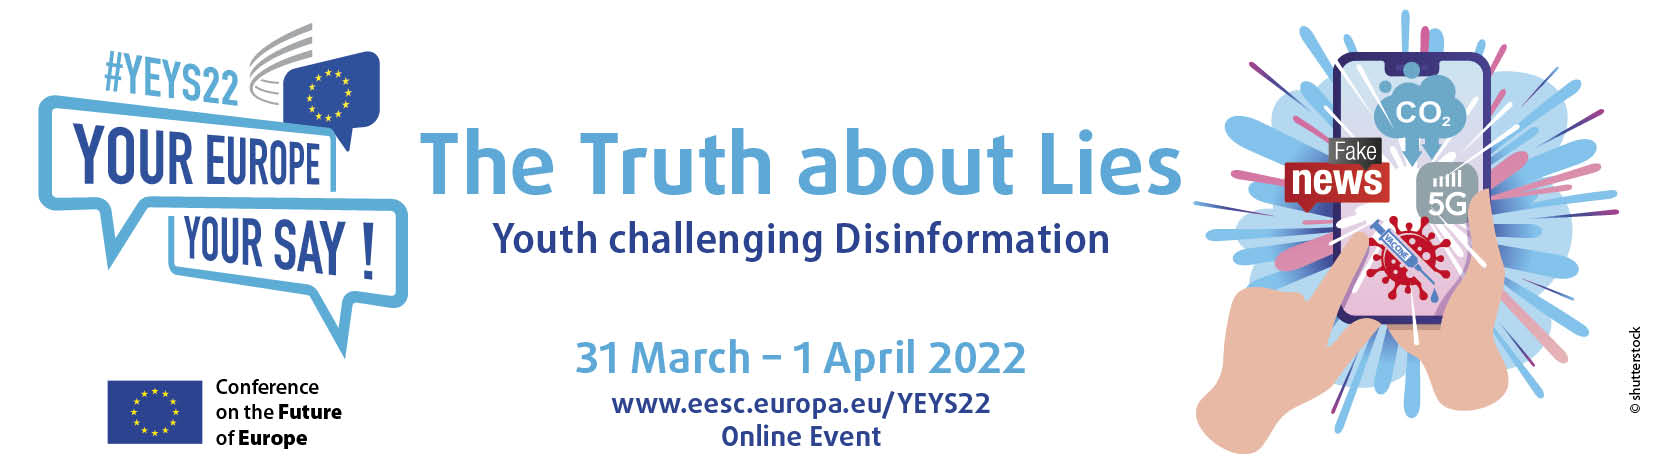 #YEYS22
YOUR EUROPE
YOUR SAY !
Conference
on the Future
of Europe
The Truth about Lies
Youth challenging Disinformation
31 March – 1 April 2022
www.eesc.europa.eu/YEYS22
Online Event
CO₂
Fake
news
5G
VACCINE
© shutterstock